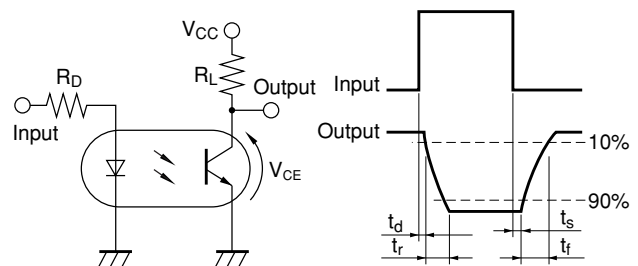 VCC
RD
RL
Output
Input
VCE
Input
Output
10%
90%
td
ts
tr
tf